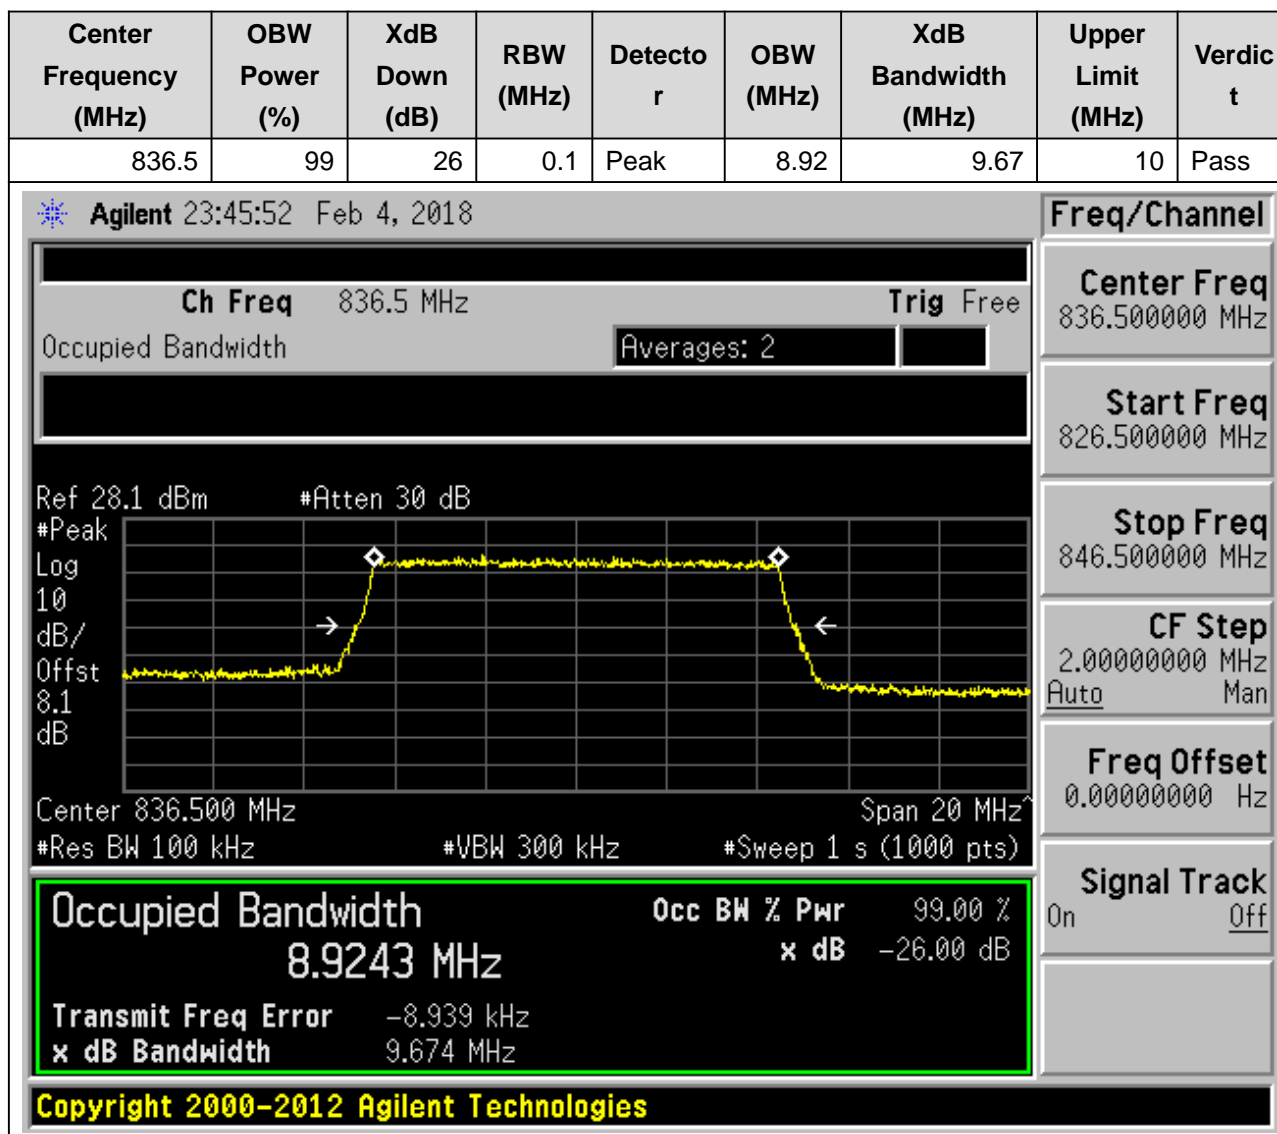 Center Frequency (MHz) OBW Power (%) XdB Down (dB) RBW (MHz) Detecto r OBW (MHz) XdB Bandwidth (MHz) Upper Limit (MHz) Verdic t
836.5 99 26 0.1 Peak 8.92 9.67 10 Pass
Agilent 23:45:52 Feb 4, 2018
Ch Freq 836.5 MHz Trig Free
Occupied Bandwidth Averages: 2
Ref 28.1 dBm #Atten 30 dB
#Peak
Log
10
dB/
Offst
8.1
dB
Center 836.500 MHz Span 20 MHz^
#Res BW 100 kHz #VBW 300 kHz #Sweep 1 s (1000 pts)
Occupied Bandwidth Occ BW % Pwr 99.00 %
8.9243 MHz x dB -26.00 dB
Transmit Freq Error -8.939 kHz
x dB Bandwidth 9.674 MHz
Copyright 2000-2012 Agilent Technologies
Freq/Channel
Center Freq
836.500000 MHz
Start Freq
826.500000 MHz
Stop Freq
846.500000 MHz
CF Step
2.00000000 MHz
Auto Man
Freq Offset
0.00000000 Hz
Signal Track
On Off